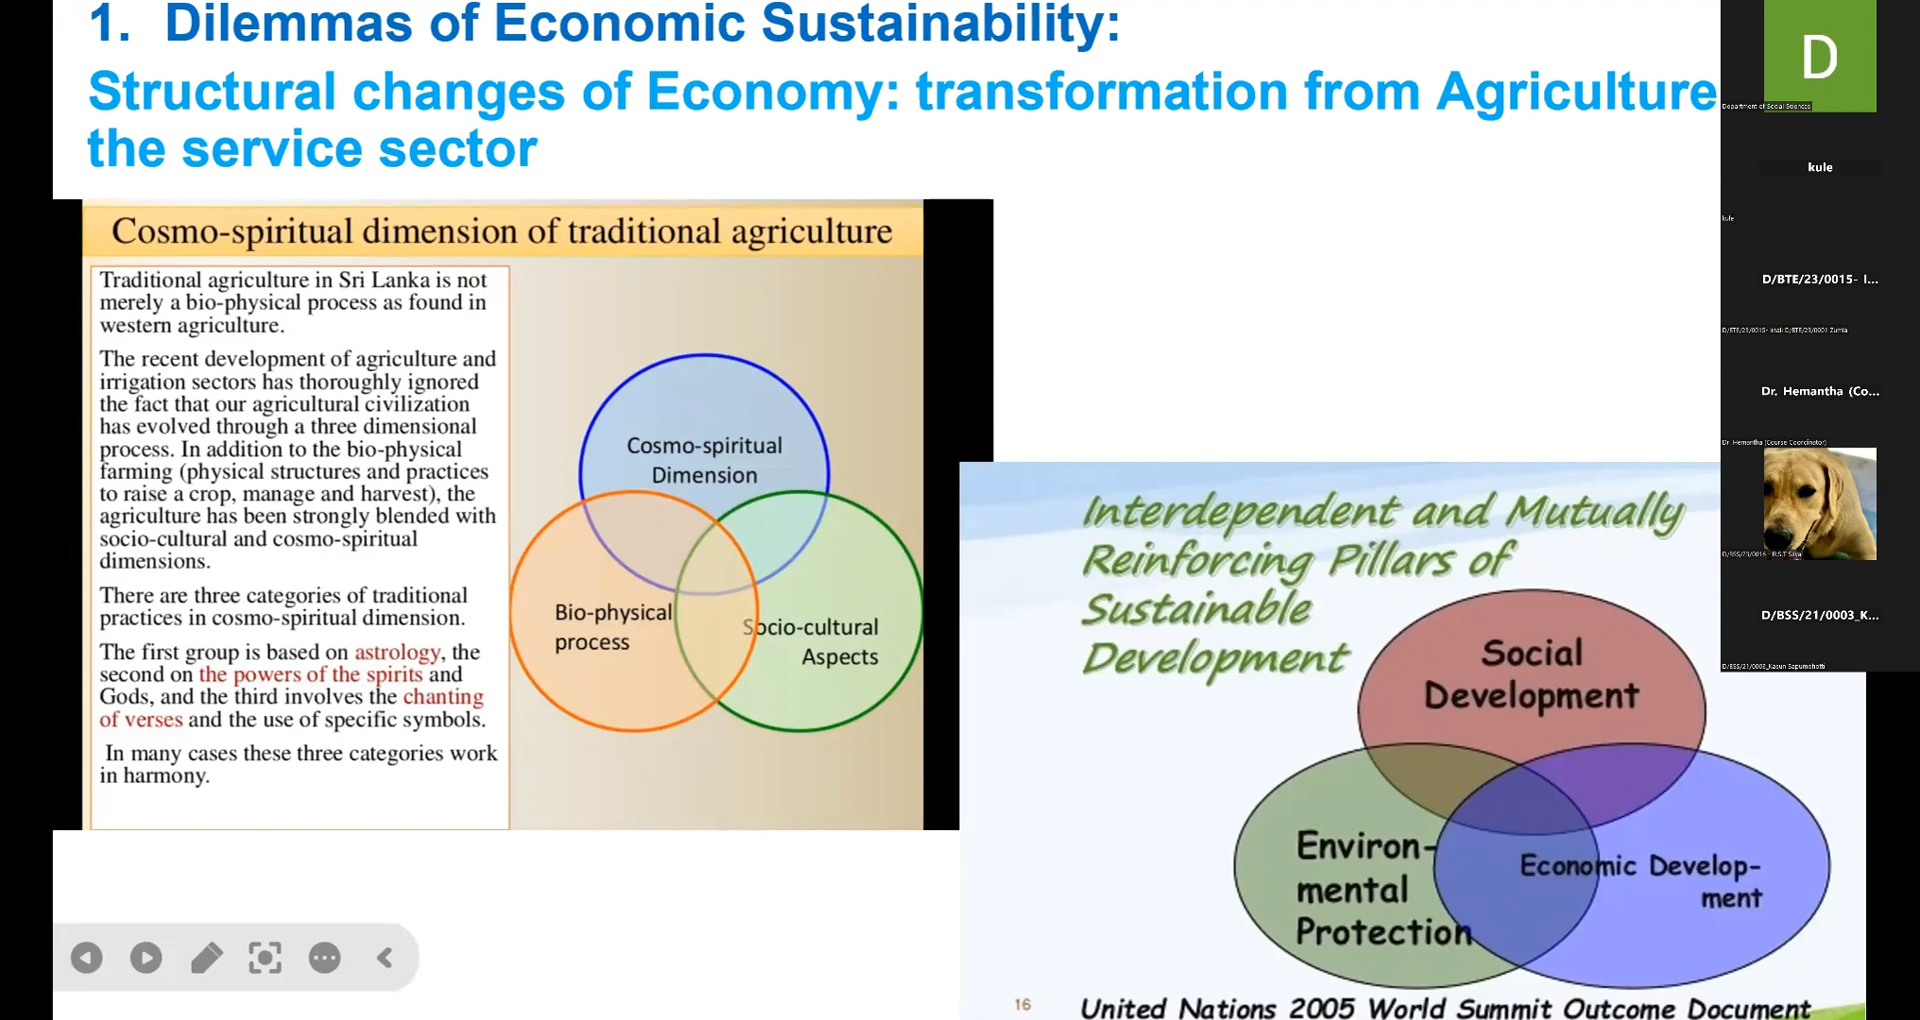 1. Dilemmas of Economic Sustainability:
Structural changes of Economy: transformation from Agriculture
the service sector
Cosmo-spiritual dimension of traditional agriculture
Traditional agriculture in Sri Lanka is not
merely a bio-physical process as found in
western agriculture.
The recent development of agriculture and
irrigation sectors has thoroughly ignored
the fact that our agricultural civilization
has evolved through a three dimensional
process. In addition to the bio-physical
farming (physical structures and practices
to raise a crop, manage and harvest), the
agriculture has been strongly blended with
socio-cultural and cosmo-spiritual
dimensions.
There are three categories of traditional
practices in cosmo-spiritual dimension.
The first group is based on astrology, the
second on the powers of the spirits and
Gods, and the third involves the chanting
of verses and the use of specific symbols.
In many cases these three categories work
in harmony.
Cosmo-spiritual
Dimension
Bio-physical
process
Socio-cultural
Aspects
Interdependent and Mutually
Reinforcing Pillars of
Sustainable
Development
Social
Development
Environ-
mental
Protection
Economic Develop-
ment
16
United Nations 2005 World Summit Outcome Document
D
Department of Social Sciences
kule
kule
D/BTE/23/0015- I...
Dr. Hemantha (Co...
Dr. Hemantha (Course Coordinator)
D/BSS/21/0003_K...